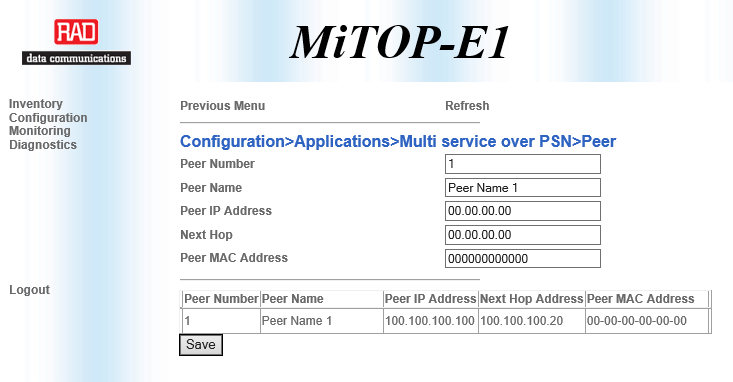 RAD
data communications
MiTOP-E1
Inventory
Configuration
Monitoring
Diagnostics
Logout
Previous Menu Refresh
Configuration>Applications>Multi service over PSN>Peer
Peer Number 1
Peer Name Peer Name 1
Peer IP Address 00.00.00.00
Next Hop 00.00.00.00
Peer MAC Address 000000000000
Peer Number Peer Name Peer IP Address Next Hop Address Peer MAC Address
1 Peer Name 1 100.100.100.100 100.100.100.20 00-00-00-00-00-00
Save